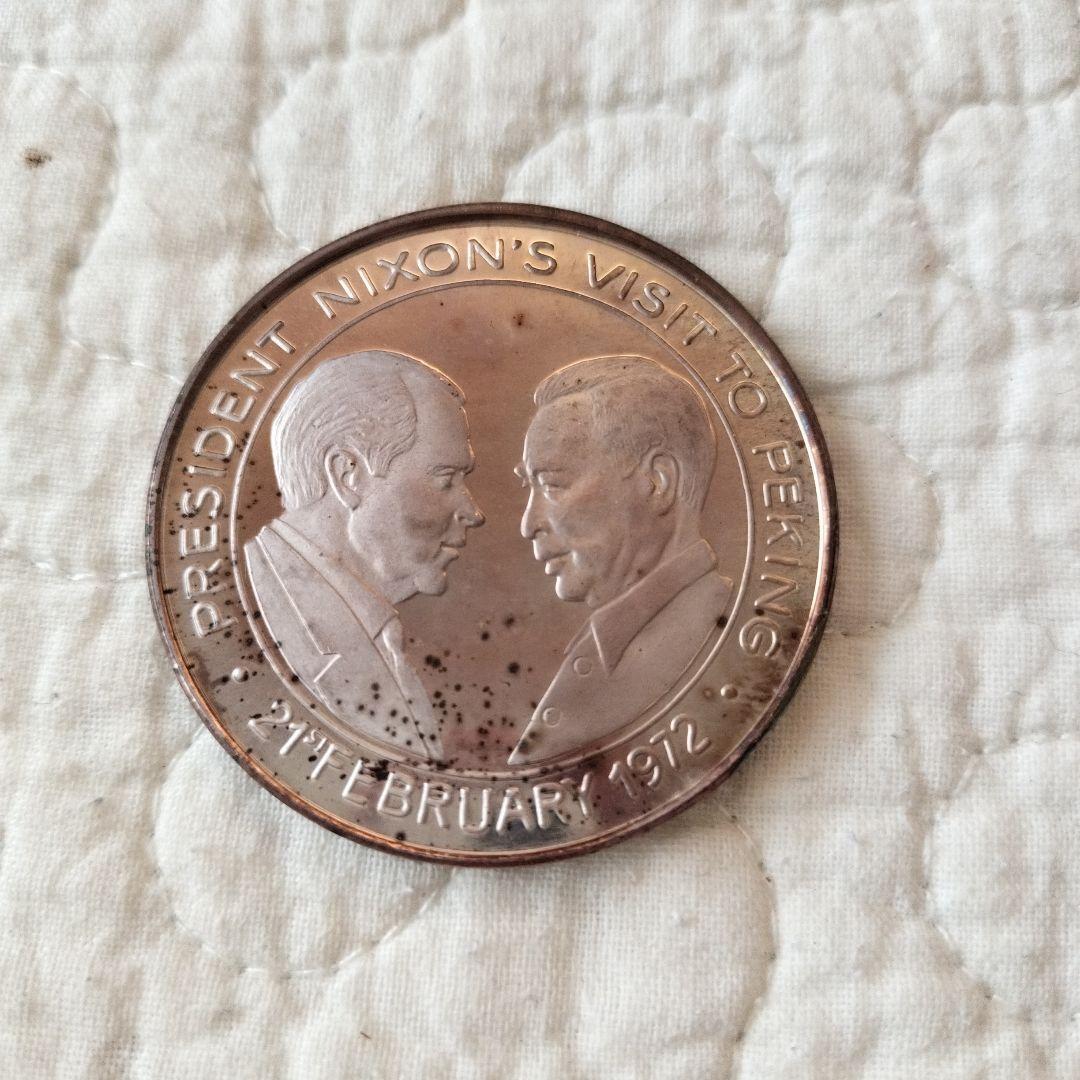 PRESIDENT NIXON'S VISIT TO PEKING
21ST FEBRUARY 1972